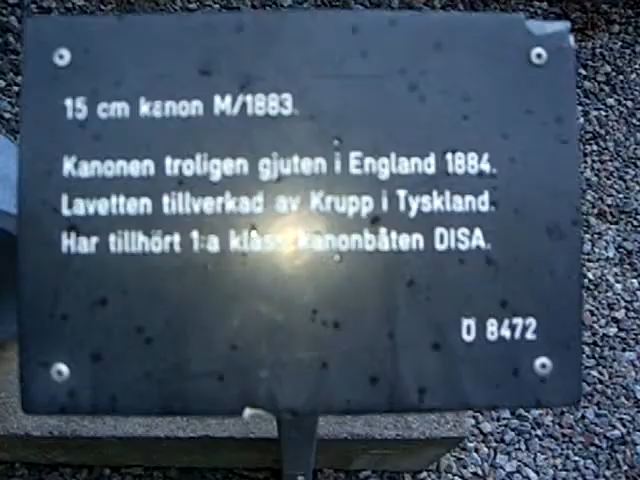 15 cm kanon M/1883.
Kanonen troligen gjuten i England 1884.
Lavetten tillverkad av Krupp i Tyskland.
Har tillhört 1:a klass kanonbåten DISA.
Ö 8472